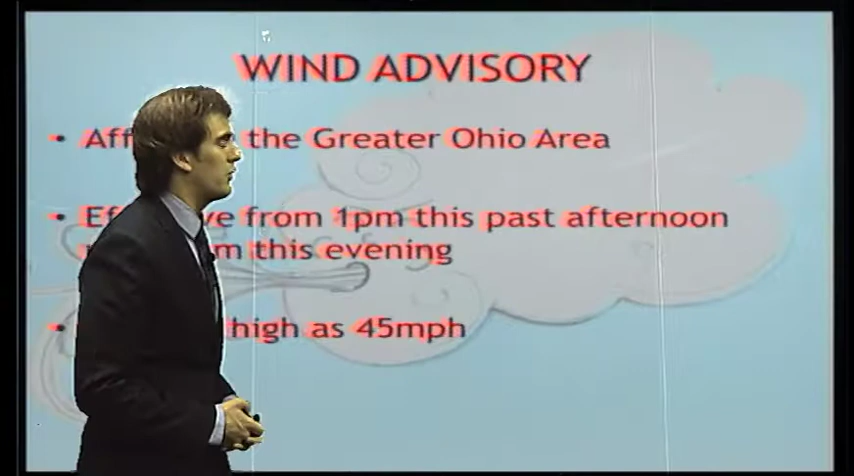 WIND ADVISORY
• the Greater Ohio Area
• from 1pm this past afternoon
this evening
• high as 45mph